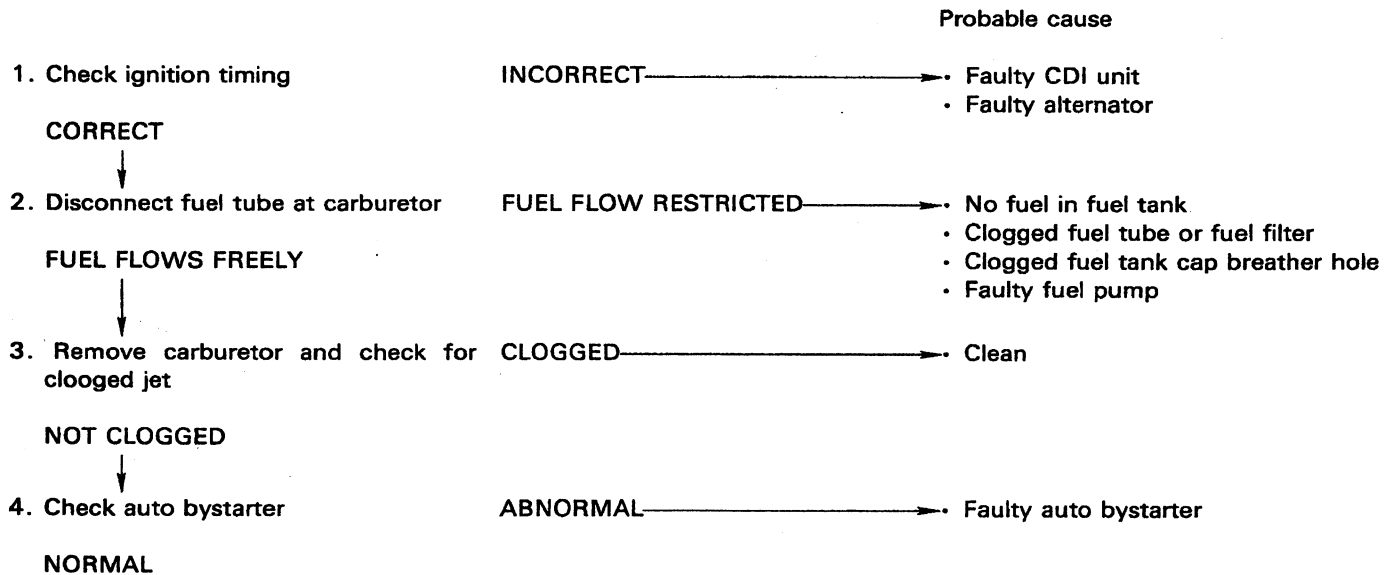 Probable cause
1. Check ignition timing INCORRECT • Faulty CDI unit
• Faulty alternator
CORRECT
2. Disconnect fuel tube at carburetor FUEL FLOW RESTRICTED • No fuel in fuel tank
• Clogged fuel tube or fuel filter
FUEL FLOWS FREELY • Clogged fuel tank cap breather hole
• Faulty fuel pump
3. Remove carburetor and check for CLOGGED • Clean
clooged jet
NOT CLOGGED
4. Check auto bystarter ABNORMAL • Faulty auto bystarter
NORMAL